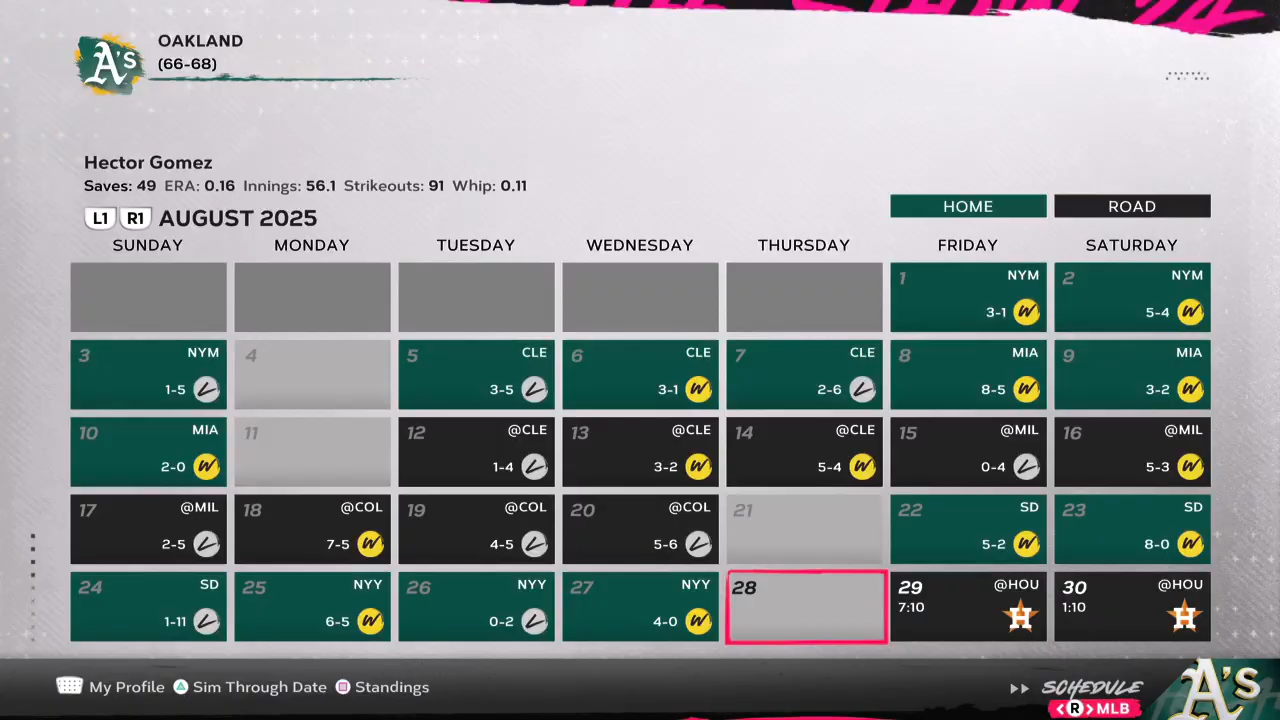 THE SHOW 24
A's
OAKLAND
(66-68)
Hector Gomez
Saves: 49 ERA: 0.16 Innings: 56.1 Strikeouts: 91 Whip: 0.11
L1 R1 AUGUST 2025
HOME ROAD
SUNDAY MONDAY TUESDAY WEDNESDAY THURSDAY FRIDAY SATURDAY
1 NYM 2 NYM
3-1 W 5-4 W
3 NYM 4 5 CLE 6 CLE 7 CLE 8 MIA 9 MIA
1-5 L 3-5 L 3-1 W 2-6 L 8-5 W 3-2 W
10 MIA 11 12 @CLE 13 @CLE 14 @CLE 15 @MIL 16 @MIL
2-0 W 1-4 L 3-2 W 5-4 W 0-4 L 5-3 W
17 @MIL 18 @COL 19 @COL 20 @COL 21 22 SD 23 SD
2-5 L 7-5 W 4-5 L 5-6 L 5-2 W 8-0 W
24 SD 25 NYY 26 NYY 27 NYY 28 29 @HOU 30 @HOU
7:10 1:10
1-11 L 6-5 W 0-2 L 4-0 W H H
My Profile Sim Through Date Standings
SCHEDULE
R MLB
A's